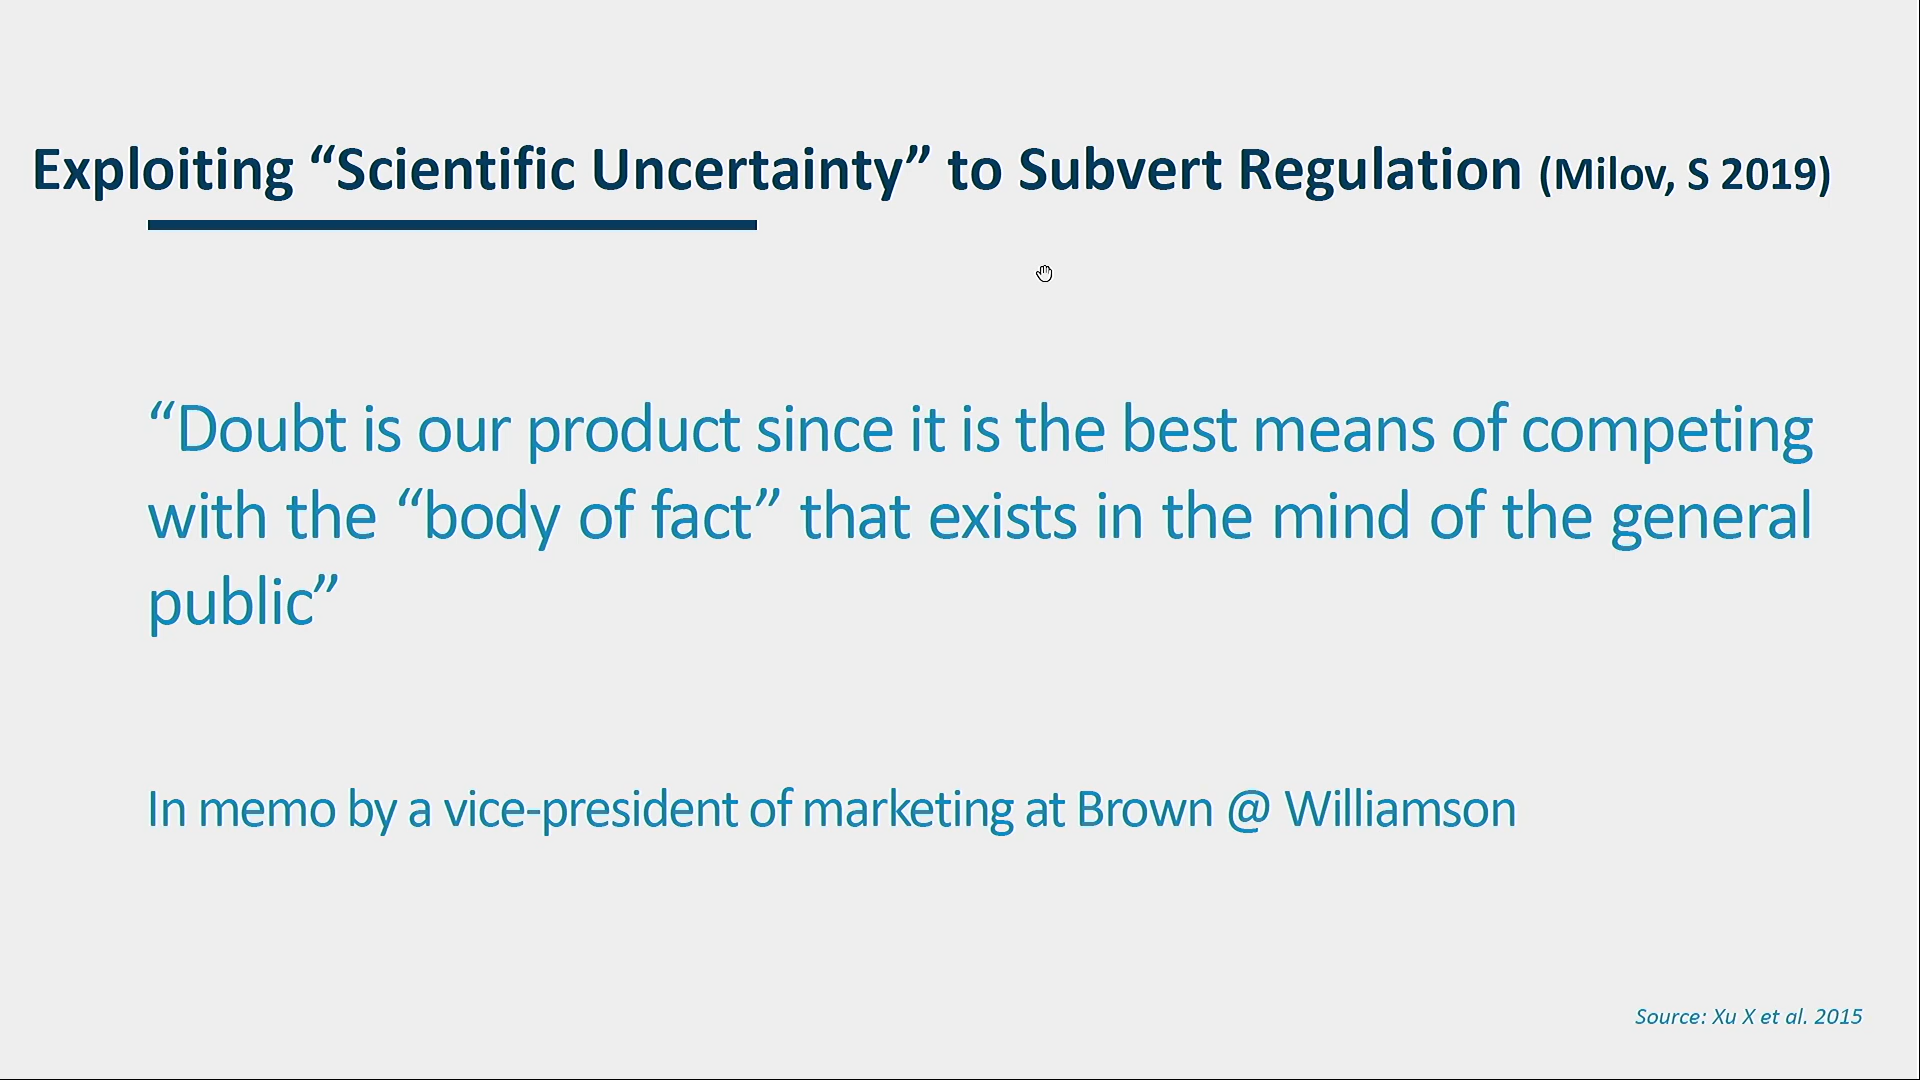 Exploiting “Scientific Uncertainty” to Subvert Regulation (Milov, S 2019)
“Doubt is our product since it is the best means of competing
with the “body of fact” that exists in the mind of the general
public”
In memo by a vice-president of marketing at Brown @ Williamson
Source: Xu X et al. 2015